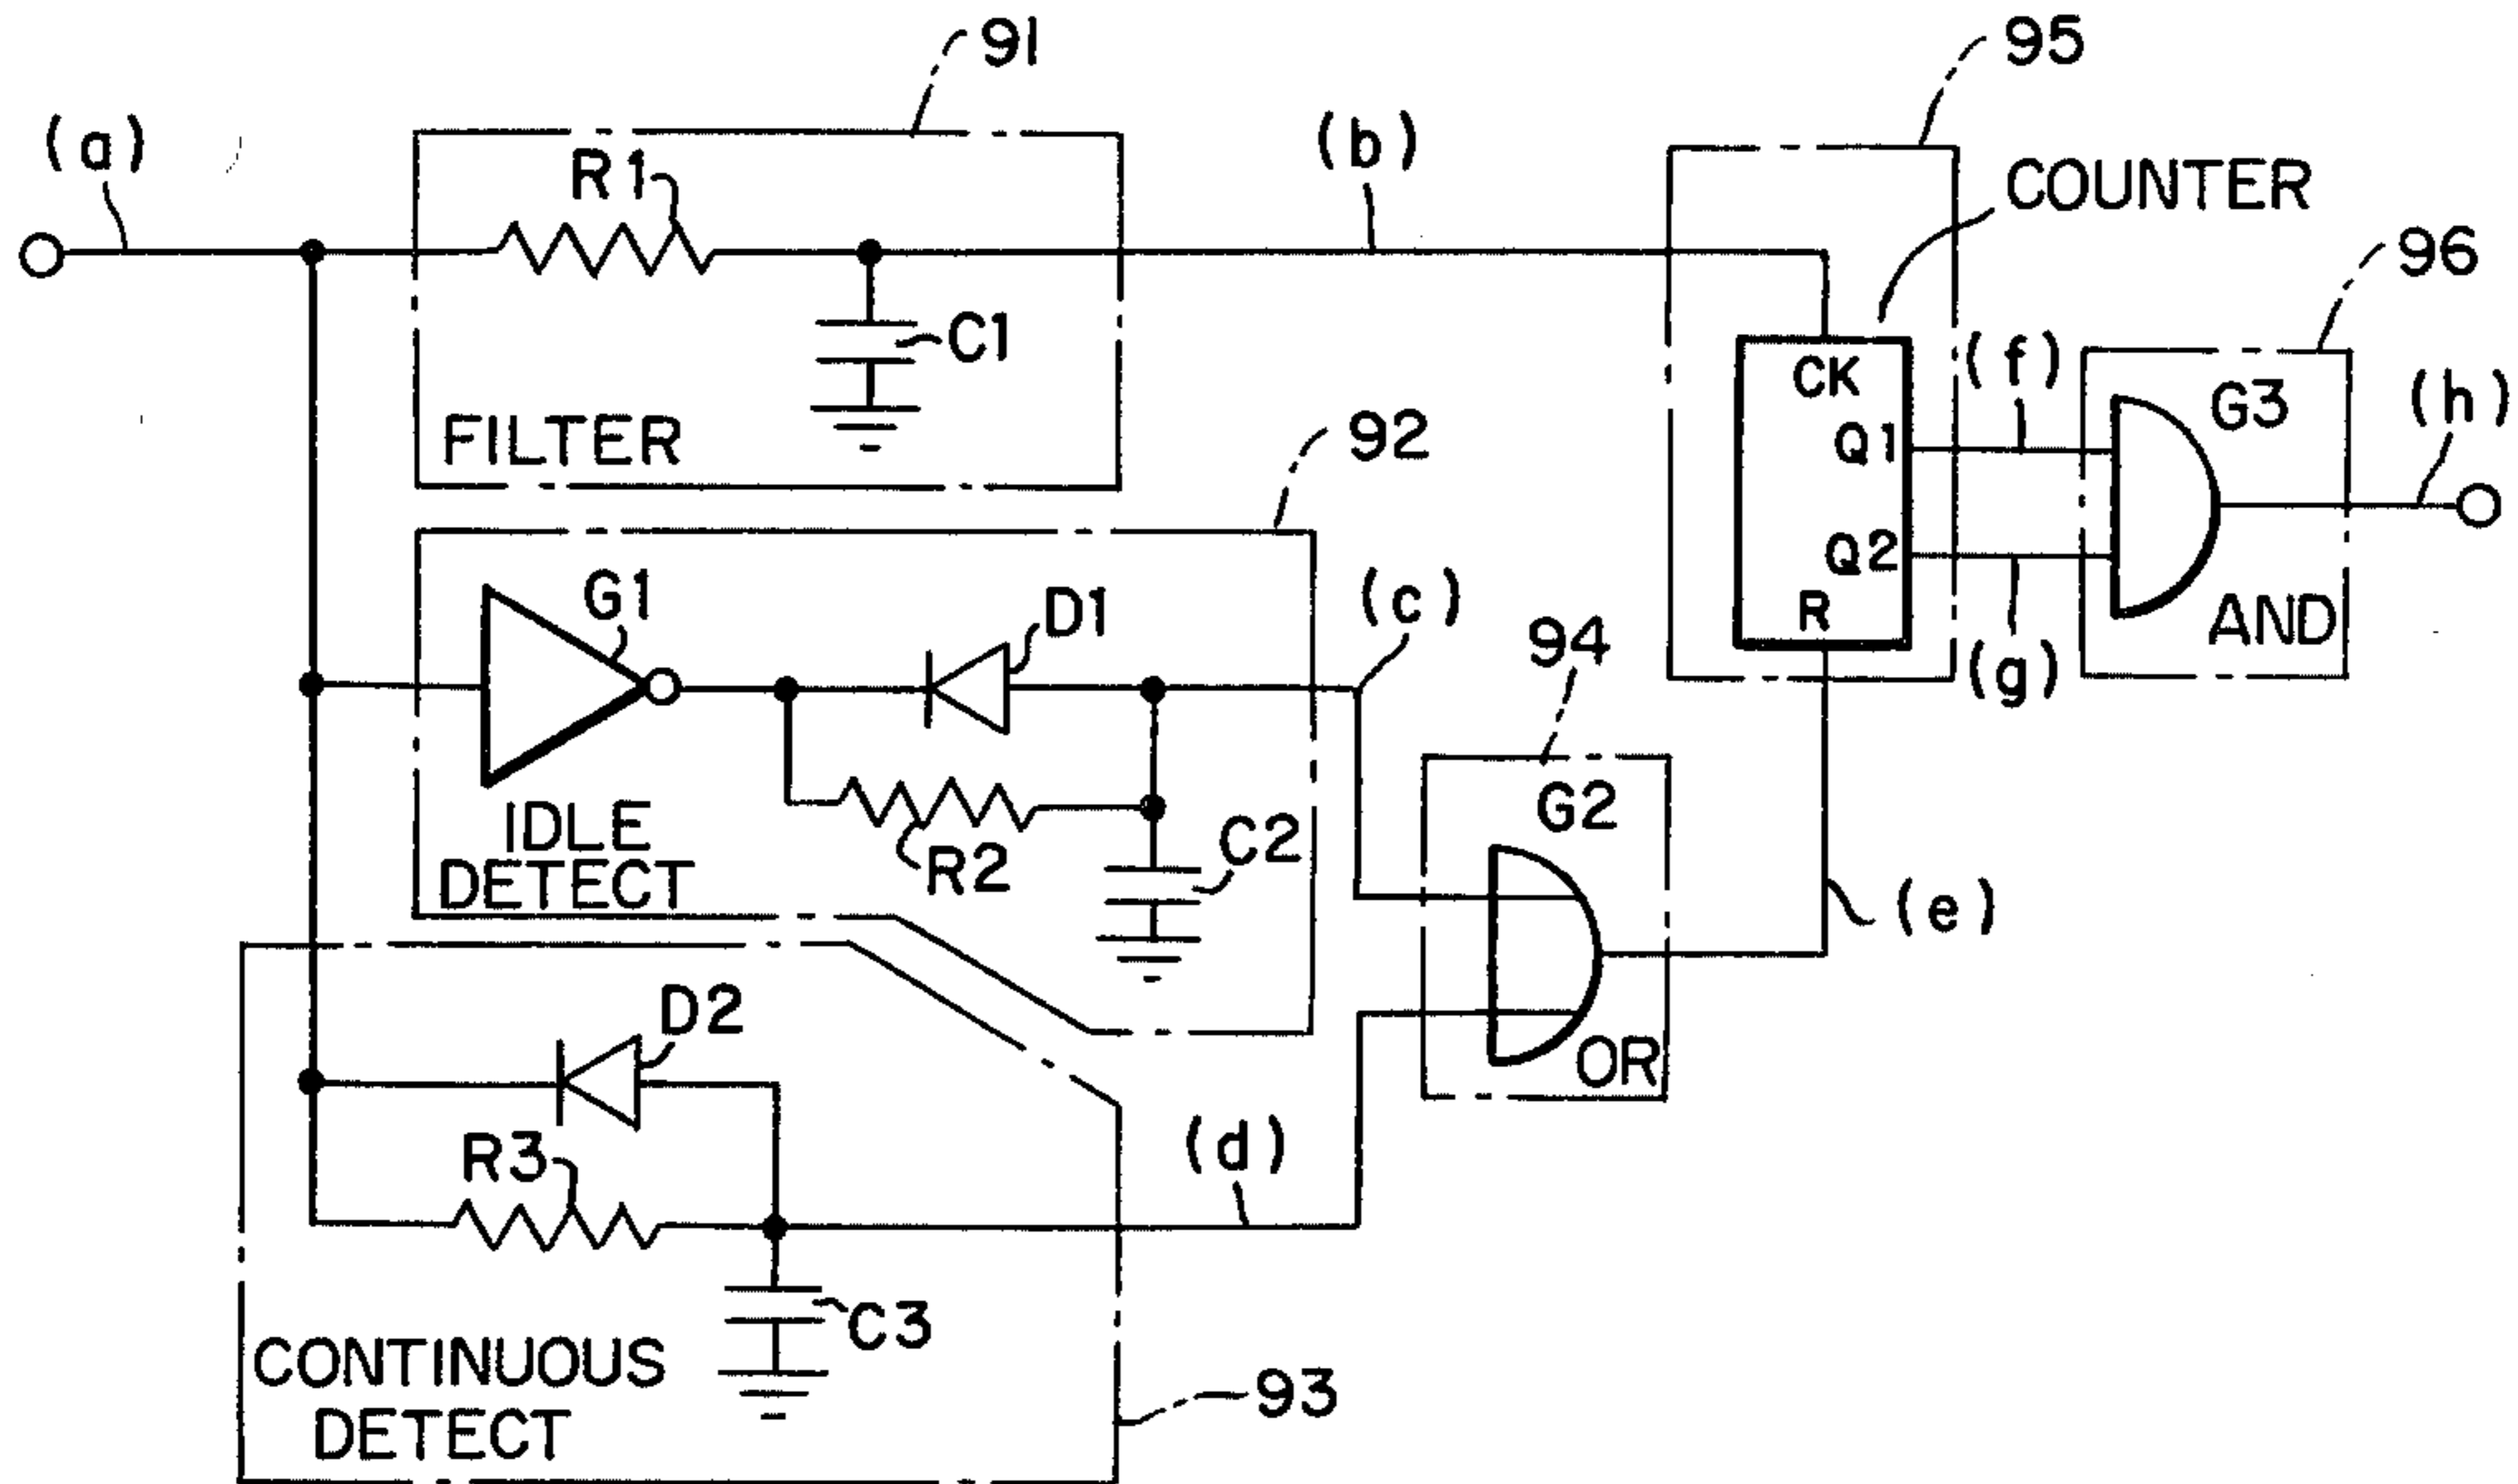 91
95
(a)
(b)
R1
COUNTER
96
C1
CK
(f)
G3
(h)
Q1
FILTER
92
Q2
G1
D1
(c)
R
AND
94
(g)
IDLE
DETECT
R2
C2
G2
(e)
D2
OR
R3
(d)
C3
CONTINUOUS
DETECT
93